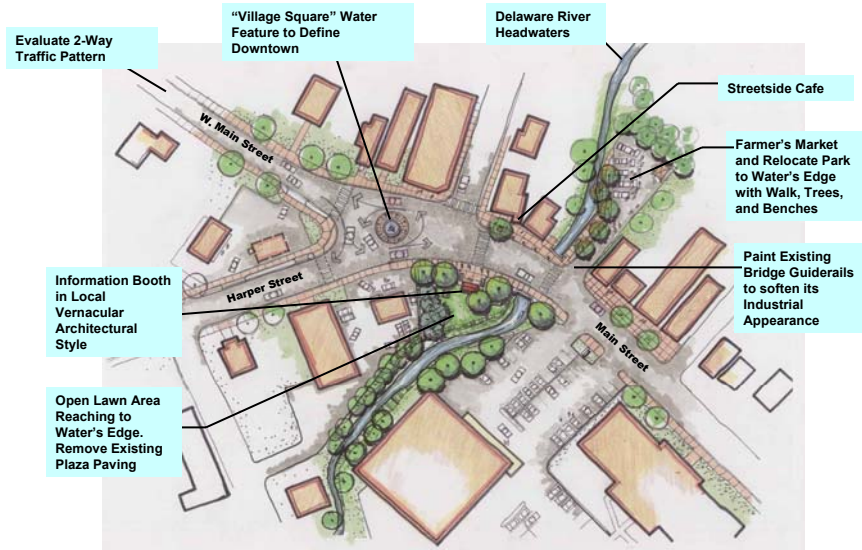 Evaluate 2-Way
Traffic Pattern
“Village Square” Water
Feature to Define
Downtown
Delaware River
Headwaters
Streetside Cafe
Farmer’s Market
and Relocate Park
to Water’s Edge
with Walk, Trees,
and Benches
Paint Existing
Bridge Guiderails
to soften its
Industrial
Appearance
W. Main Street
Harper Street
Main Street
Information Booth
in Local
Vernacular
Architectural
Style
Open Lawn Area
Reaching to
Water’s Edge.
Remove Existing
Plaza Paving